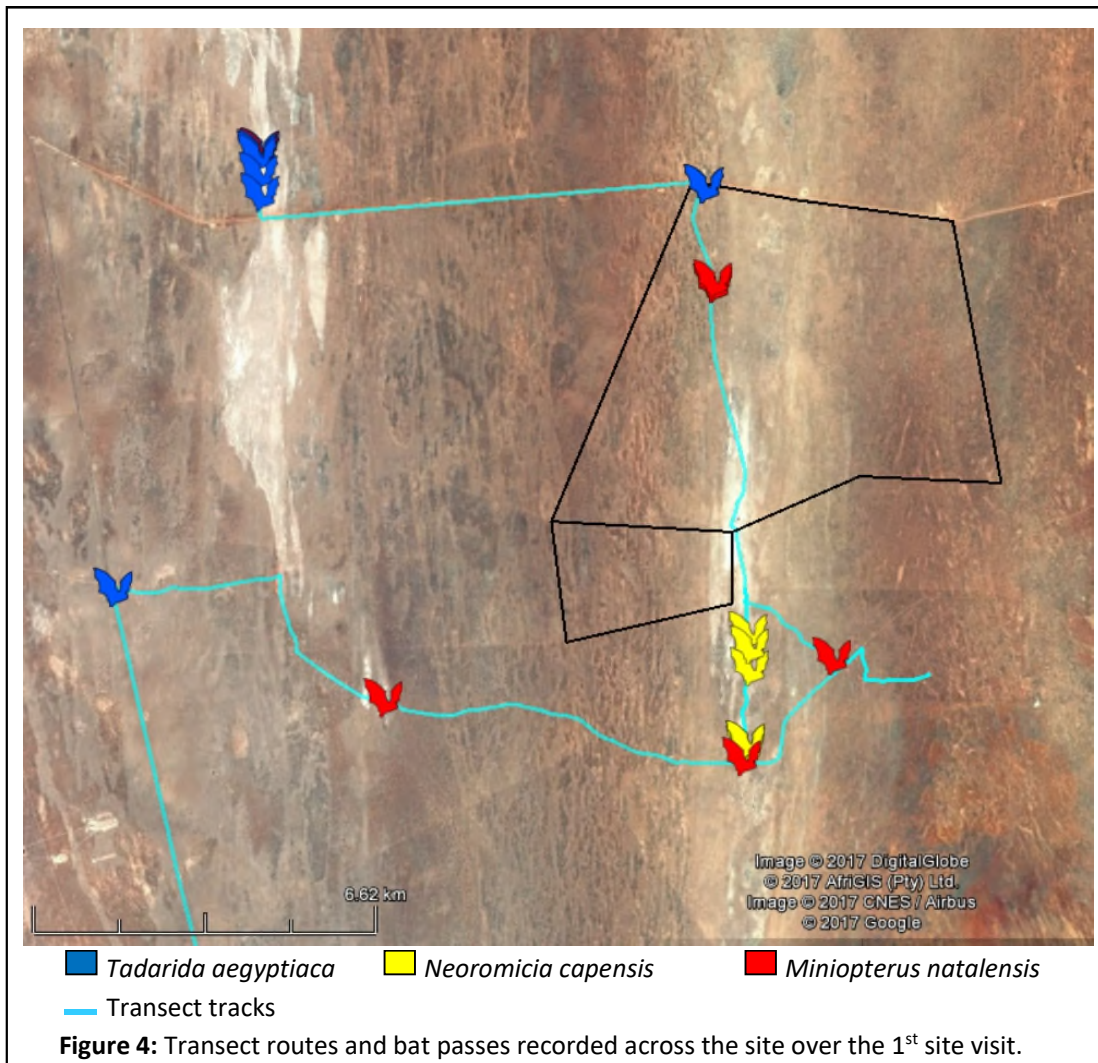 6.62 km
Image © 2017 DigitalGlobe
© 2017 AfriGIS (Pty) Ltd.
Image © 2017 CNES / Airbus
© 2017 Google
Tadarida aegyptiaca Neoromicia capensis Miniopterus natalensis
Transect tracks
Figure 4: Transect routes and bat passes recorded across the site over the 1st site visit.